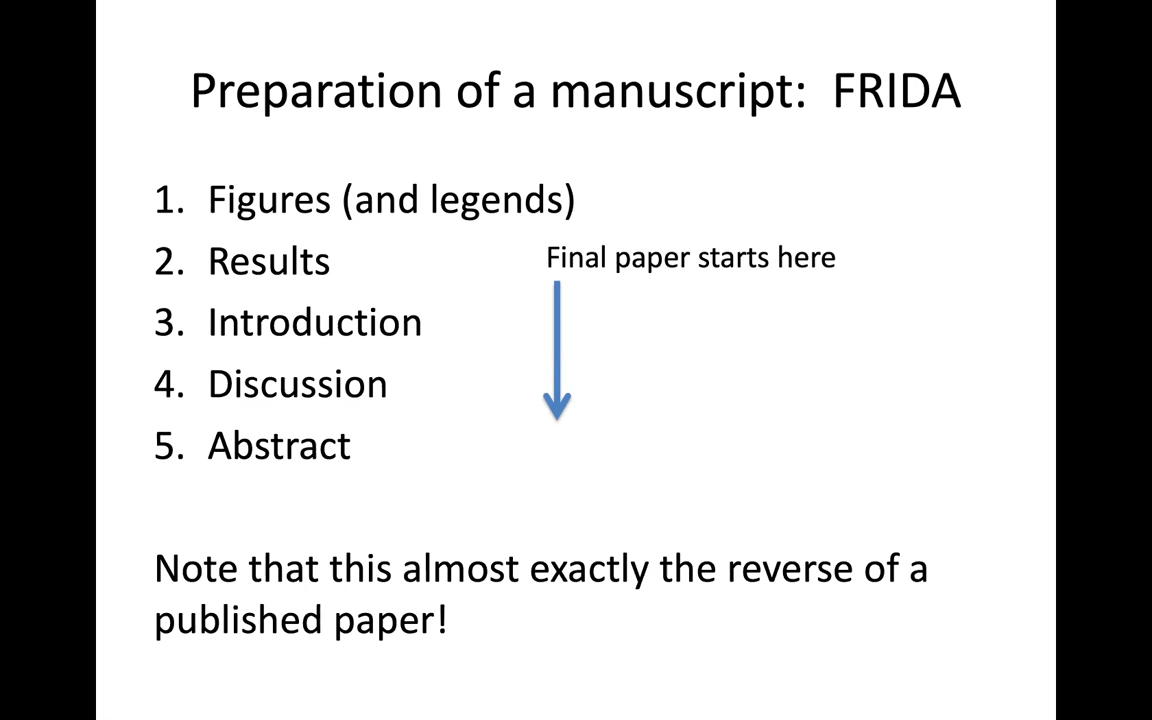 Preparation of a manuscript: FRIDA
1. Figures (and legends)
2. Results
Final paper starts here
3. Introduction
4. Discussion
5. Abstract
Note that this almost exactly the reverse of a
published paper!